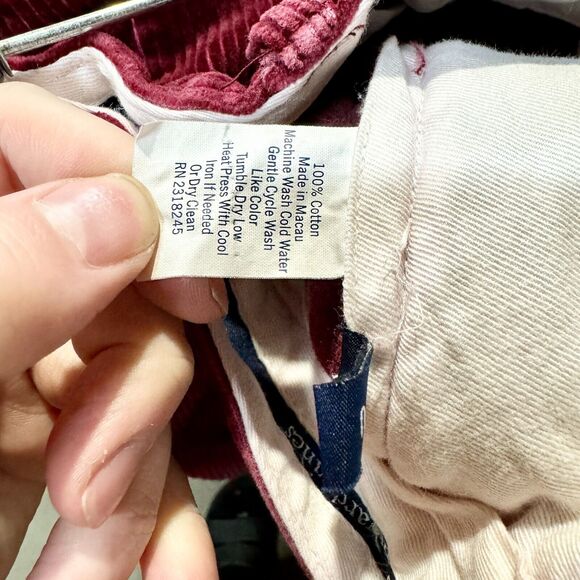 100% Cotton
Made in Macau
Machine Wash Cold Water
Gentle Cycle Wash
Like Color
Tumble Dry Low
Heat Press With Cool
Iron If Needed
Or Dry Clean
RN 2318245